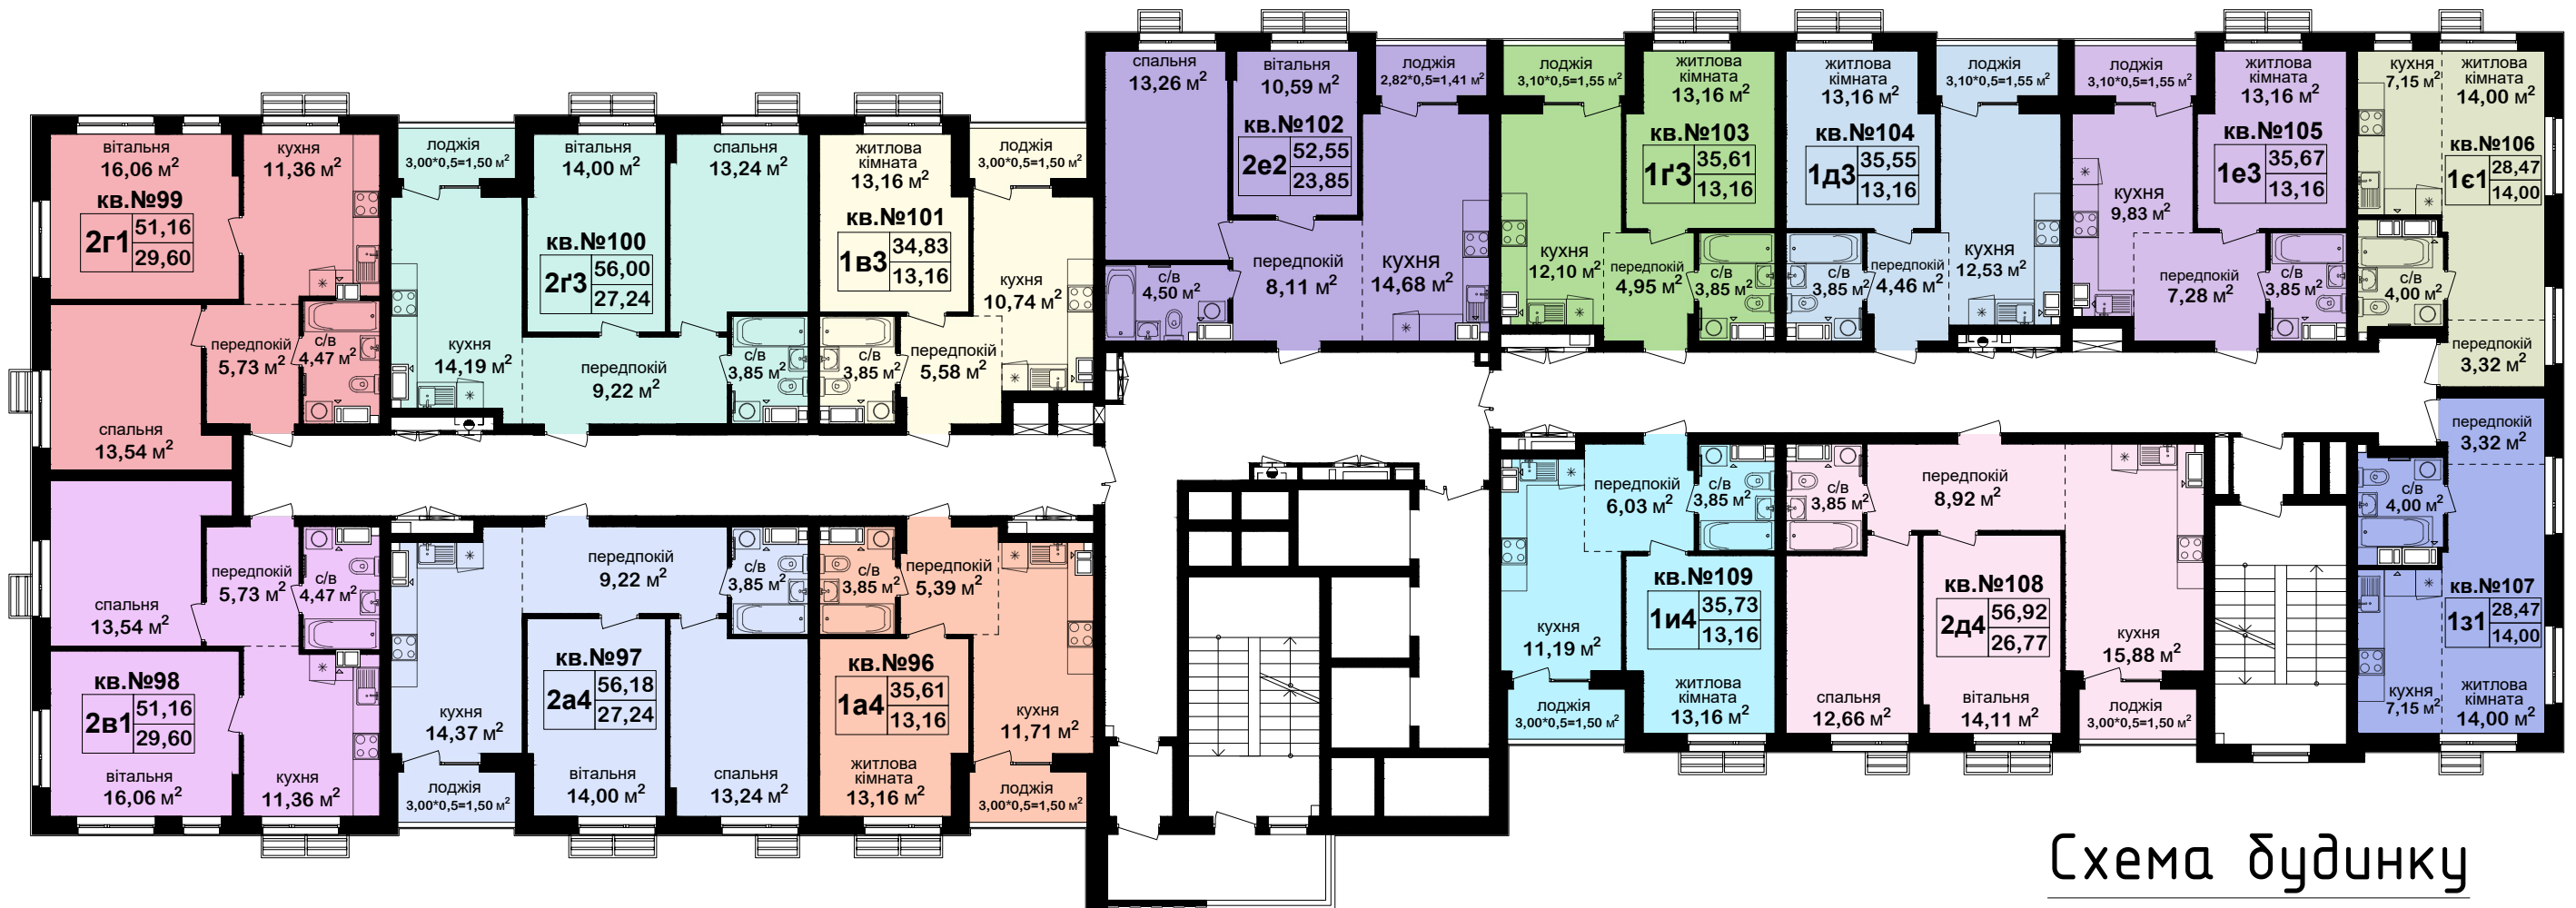 вітальня
16,06 м²
кв.№99
2г1
51,16
29,60
кухня
11,36 м²
спальня
13,54 м²
передпокій
5,73 м²
с/в
4,47 м²
лоджія
3,00*0,5=1,50 м²
вітальня
14,00 м²
спальня
13,24 м²
кв.№100
2ґ3
56,00
27,24
кухня
14,19 м²
передпокій
9,22 м²
с/в
3,85 м²
житлова
кімната
13,16 м²
лоджія
3,00*0,5=1,50 м²
кв.№101
1в3
34,83
13,16
кухня
10,74 м²
с/в
3,85 м²
передпокій
5,58 м²
спальня
13,26 м²
вітальня
10,59 м²
лоджія
2,82*0,5=1,41 м²
кв.№102
2е2
52,55
23,85
с/в
4,50 м²
передпокій
8,11 м²
кухня
14,68 м²
лоджія
3,10*0,5=1,55 м²
житлова
кімната
13,16 м²
кв.№103
1ґ3
35,61
13,16
кухня
12,10 м²
передпокій
4,95 м²
с/в
3,85 м²
житлова
кімната
13,16 м²
лоджія
3,10*0,5=1,55 м²
кв.№104
1д3
35,55
13,16
с/в
3,85 м²
передпокій
4,46 м²
кухня
12,53 м²
лоджія
3,10*0,5=1,55 м²
житлова
кімната
13,16 м²
кв.№105
1е3
35,67
13,16
кухня
9,83 м²
передпокій
7,28 м²
с/в
3,85 м²
кухня
7,15 м²
житлова
кімната
14,00 м²
кв.№106
1є1
28,47
14,00
с/в
4,00 м²
передпокій
3,32 м²
спальня
13,54 м²
передпокій
5,73 м²
с/в
4,47 м²
кв.№98
2в1
51,16
29,60
вітальня
16,06 м²
кухня
11,36 м²
передпокій
9,22 м²
с/в
3,85 м²
кв.№97
2а4
56,18
27,24
кухня
14,37 м²
лоджія
3,00*0,5=1,50 м²
вітальня
14,00 м²
спальня
13,24 м²
с/в
3,85 м²
передпокій
5,39 м²
кв.№96
1а4
35,61
13,16
кухня
11,71 м²
житлова
кімната
13,16 м²
лоджія
3,00*0,5=1,50 м²
передпокій
6,03 м²
с/в
3,85 м²
кв.№109
1и4
35,73
13,16
кухня
11,19 м²
лоджія
3,00*0,5=1,50 м²
житлова
кімната
13,16 м²
с/в
3,85 м²
передпокій
8,92 м²
кв.№108
2д4
56,92
26,77
кухня
15,88 м²
спальня
12,66 м²
вітальня
14,11 м²
лоджія
3,00*0,5=1,50 м²
передпокій
3,32 м²
с/в
4,00 м²
кв.№107
1з1
28,47
14,00
кухня
7,15 м²
житлова
кімната
14,00 м²
Схема будинку